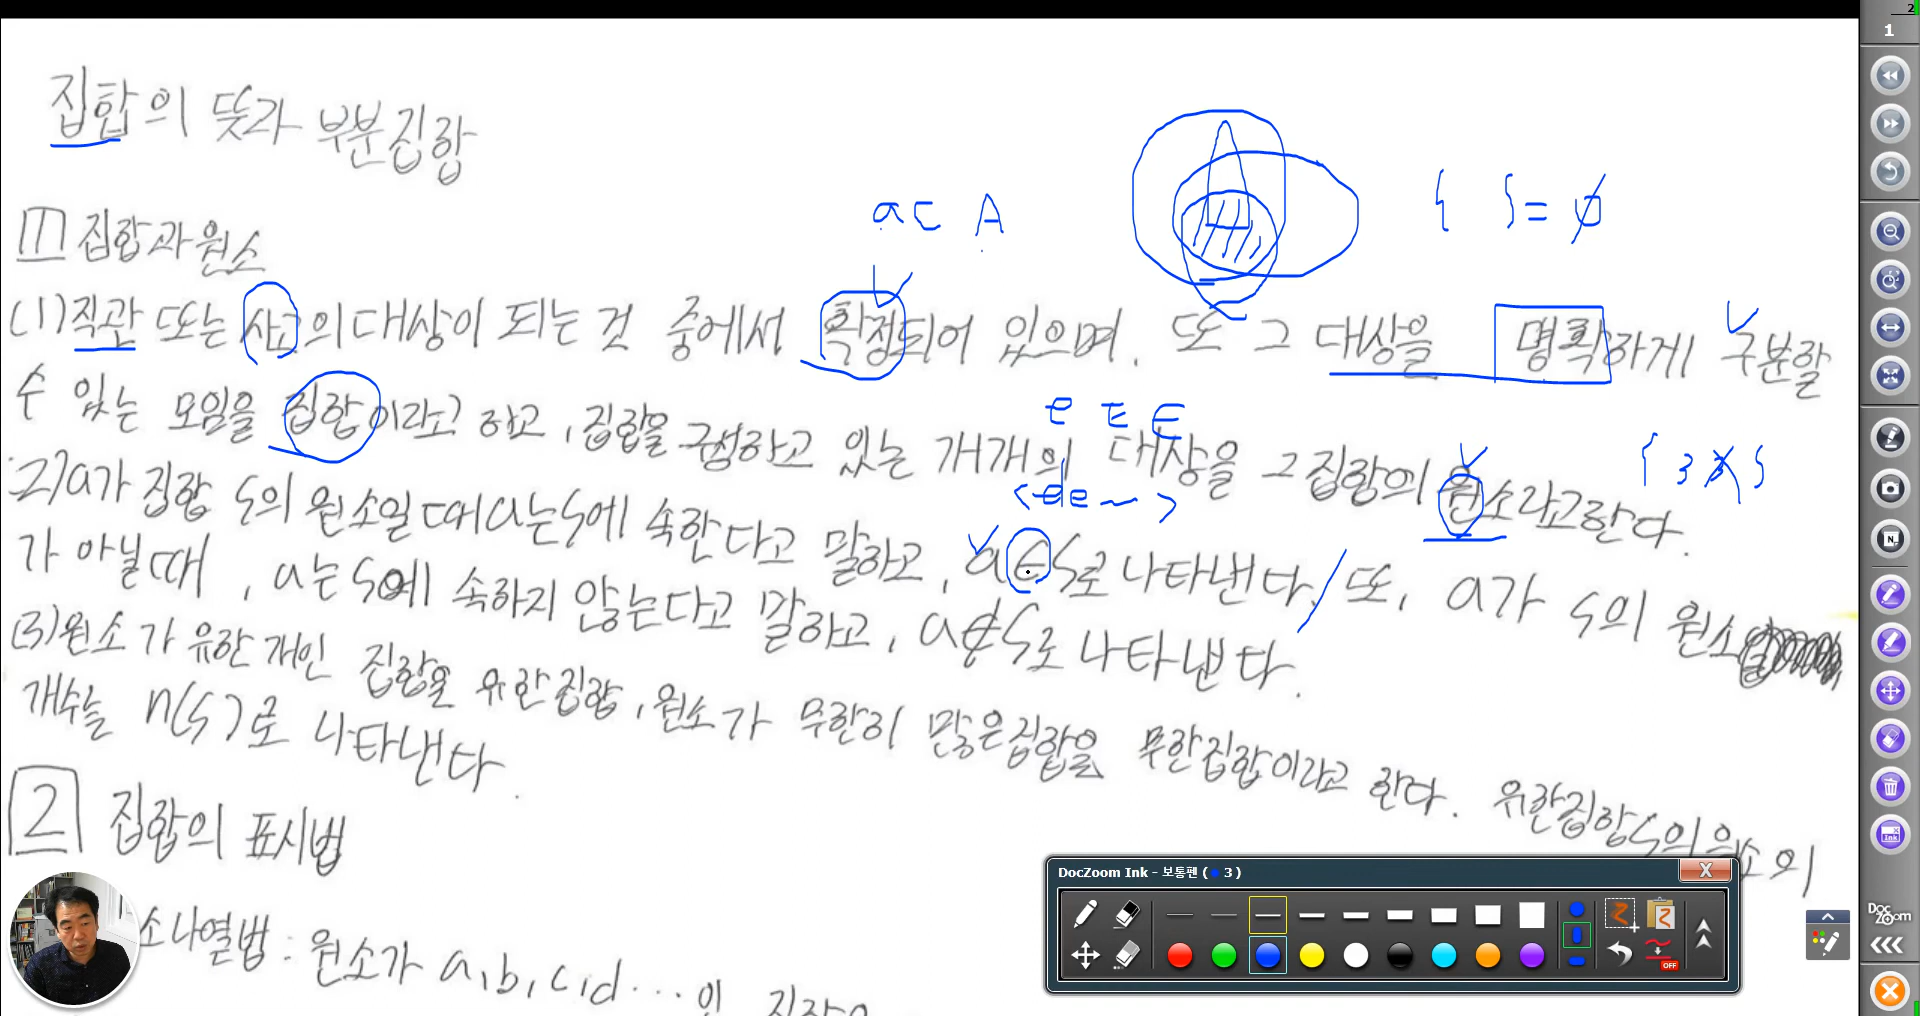 집합의 뜻과 부분집합
a ⊂ A
{ } = ∅
1 집합과 원소
(1) 직관 또는 사고의 대상이 되는 것 중에서 확정되어 있으며, 또 그 대상을 명확하게 구분할
수 있는 모임을 집합이라고 하고, 집합을 구성하고 있는 개개의 대상을 그 집합의 원소라고 한다.
e E ∈
{ 3 3 }
2) a가 집합 S의 원소일 때 a는 S에 속한다고 말하고, a∈S로 나타낸다. 또, a가 S의 원소
가 아닐 때, a는 S에 속하지 않는다고 말하고, a∉S로 나타낸다.
(3) 원소가 유한개인 집합을 유한집합, 원소가 무한히 많은 집합을 무한집합이라고 한다. 유한집합 S의 원소의
개수는 n(S)로 나타낸다.
2 집합의 표시법
소나열법 : 원소가 a, b, c, d ... 인
DocZoom Ink - 보통펜 ( 3 )
X
OFF
2
1
N
Ink
Doc
Zoom